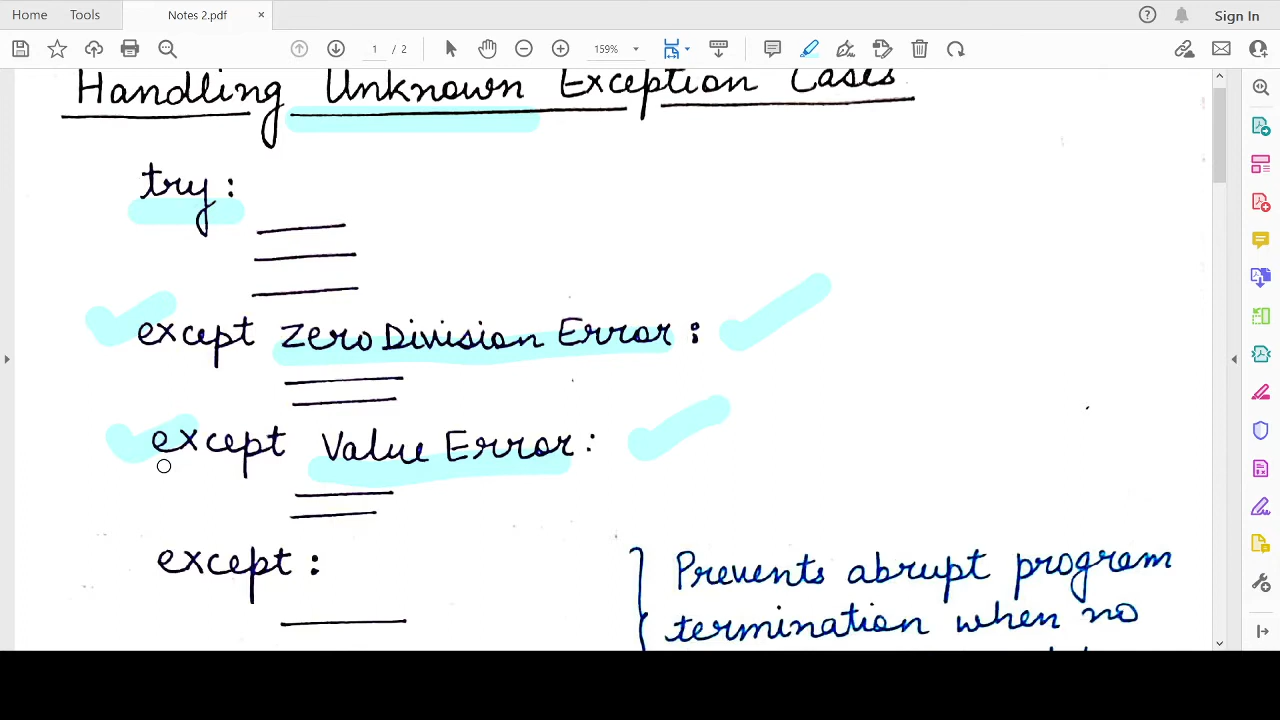 Home Tools Notes 2.pdf × Sign In
1 / 2 159%
Handling Unknown Exception Cases
try:
except ZeroDivision Error:
except Value Error:
except:
Prevents abrupt program
termination when no